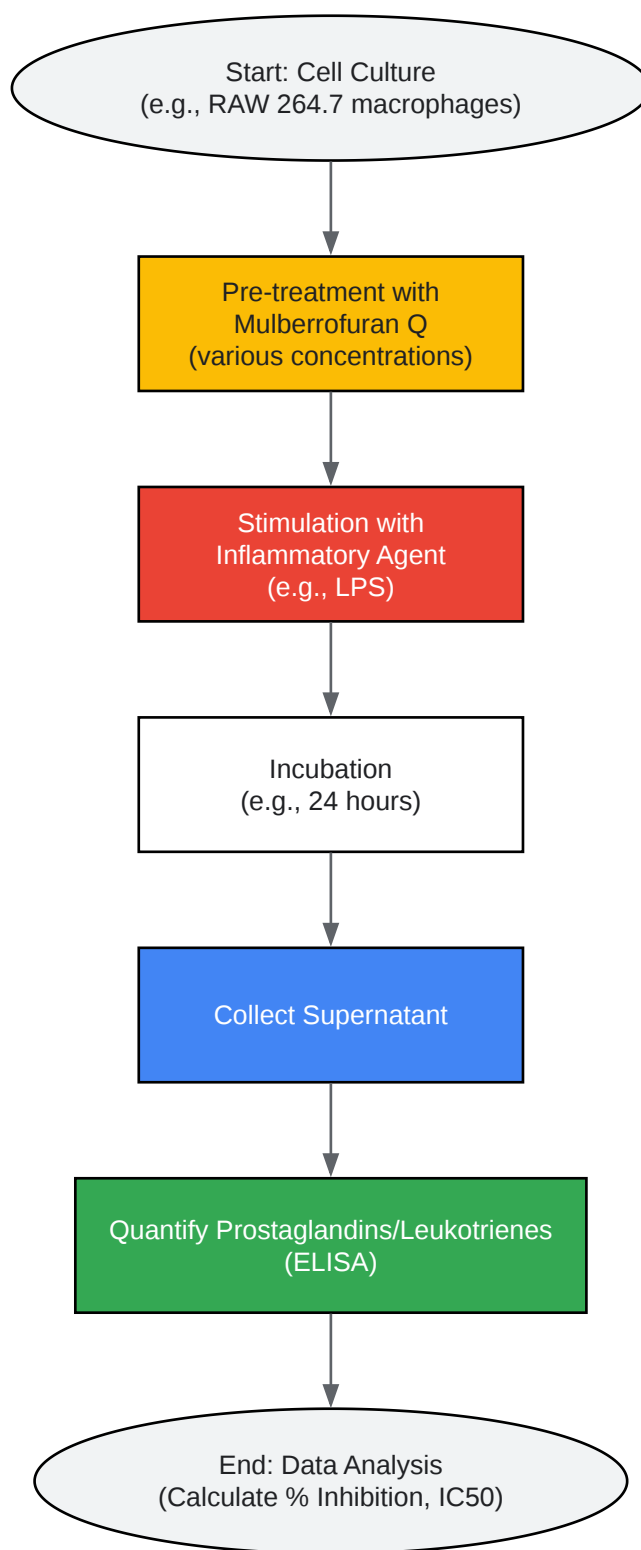 Start: Cell Culture
(e.g., RAW 264.7 macrophages)
Pre-treatment with
Mulberrofuran Q
(various concentrations)
Stimulation with
Inflammatory Agent
(e.g., LPS)
Incubation
(e.g., 24 hours)
Collect Supernatant
Quantify Prostaglandins/Leukotrienes
(ELISA)
End: Data Analysis
(Calculate % Inhibition, IC50)